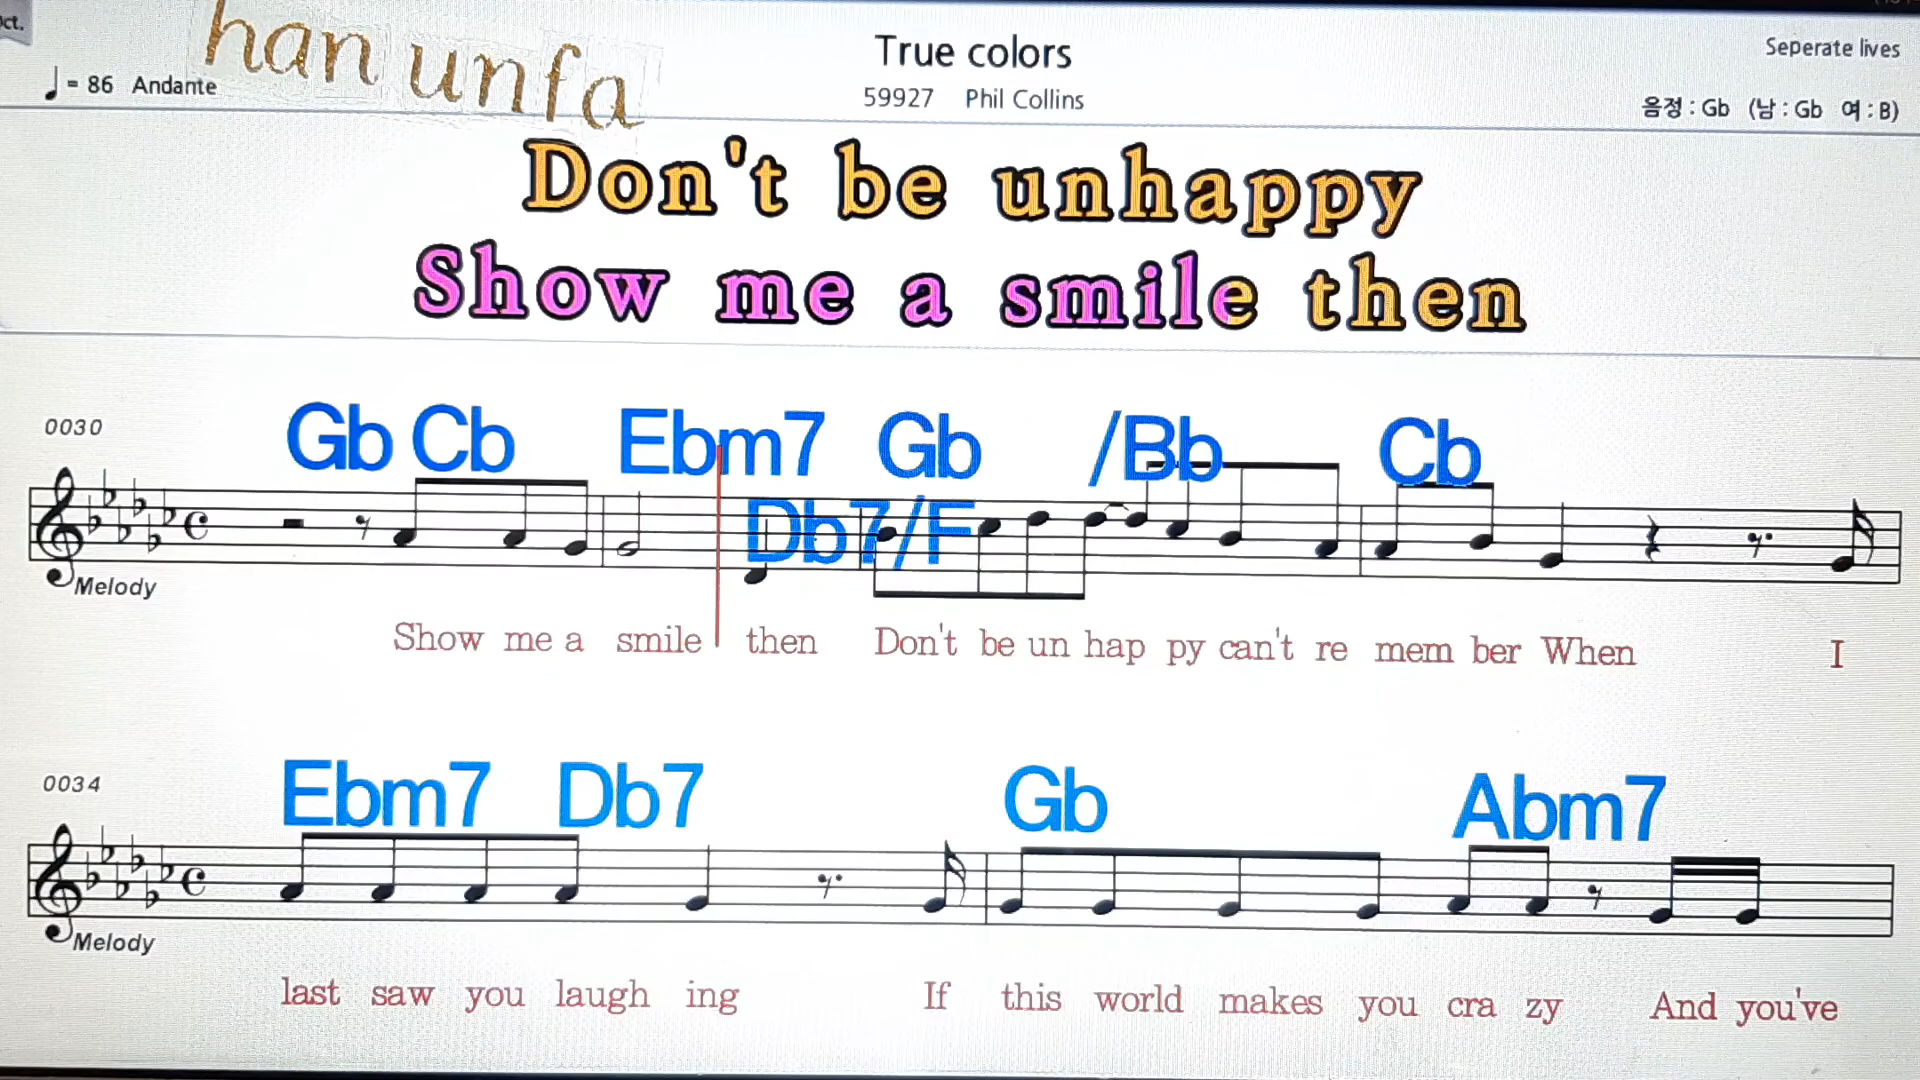 Oct.
han unfa
True colors
Seperate lives
♩ = 86 Andante
59927 Phil Collins
음정 : Gb (남 : Gb 여 : B)
Don't be unhappy
Show me a smile then
0030
Gb Cb Ebm7 Gb /Bb Cb
Db7/F
Melody
Show me a smile then Don't be un hap py can't re mem ber When I
0034
Ebm7 Db7 Gb Abm7
Melody
last saw you laugh ing If this world makes you cra zy And you've